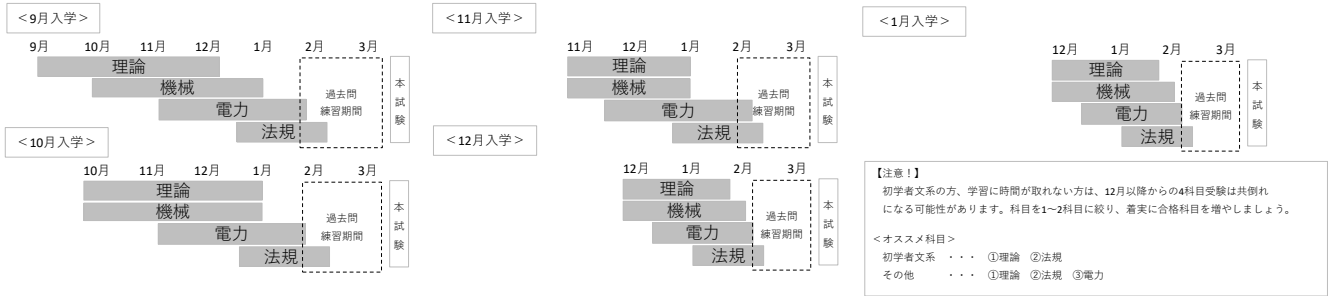 ＜9月入学＞
9月 10月 11月 12月 1月 2月 3月
理論
機械
電力
法規
過去問
練習期間
本試験
＜10月入学＞
10月 11月 12月 1月 2月 3月
理論
機械
電力
法規
過去問
練習期間
本試験
＜11月入学＞
11月 12月 1月 2月 3月
理論
機械
電力
法規
過去問
練習期間
本試験
＜12月入学＞
12月 1月 2月 3月
理論
機械
電力
法規
過去問
練習期間
本試験
＜1月入学＞
12月 1月 2月 3月
理論
機械
電力
法規
過去問
練習期間
本試験
【注意！】
初学者文系の方、学習に時間が取れない方は、12月以降からの4科目受験は共倒れ
になる可能性があります。科目を1～2科目に絞り、着実に合格科目を増やしましょう。
＜オススメ科目＞
初学者文系 ・・・ ①理論 ②法規
その他 ・・・ ①理論 ②法規 ③電力